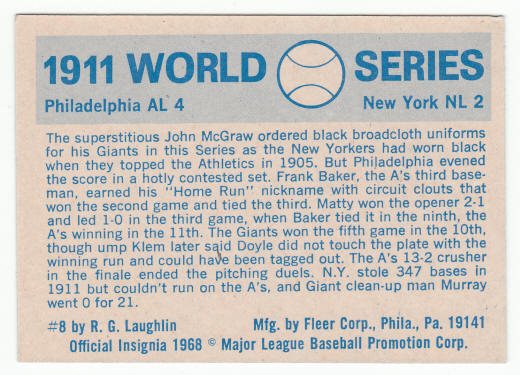 1911 WORLD SERIES
Philadelphia AL 4 New York NL 2
The superstitious John McGraw ordered black broadcloth uniforms
for his Giants in this Series as the New Yorkers had worn black
when they topped the Athletics in 1905. But Philadelphia evened
the score in a hotly contested set. Frank Baker, the A's third base-
man, earned his "Home Run" nickname with circuit clouts that
won the second game and tied the third. Matty won the opener 2-1
and led 1-0 in the third game, when Baker tied it in the ninth, the
A's winning in the 11th. The Giants won the fifth game in the 10th,
though ump Klem later said Doyle did not touch the plate with the
winning run and could have been tagged out. The A's 13-2 crusher
in the finale ended the pitching duels. N.Y. stole 347 bases in
1911 but couldn't run on the A's, and Giant clean-up man Murray
went 0 for 21.
#8 by R. G. Laughlin Mfg. by Fleer Corp., Phila., Pa. 19141
Official Insignia 1968 © Major League Baseball Promotion Corp.